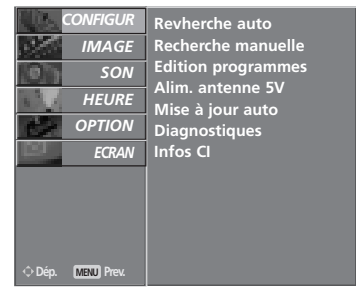 CONFIGUR
IMAGE
SON
HEURE
OPTION
ECRAN
Revherche auto
Recherche manuelle
Edition programmes
Alim. antenne 5V
Mise à jour auto
Diagnostiques
Infos CI
Dép. MENU Prev.